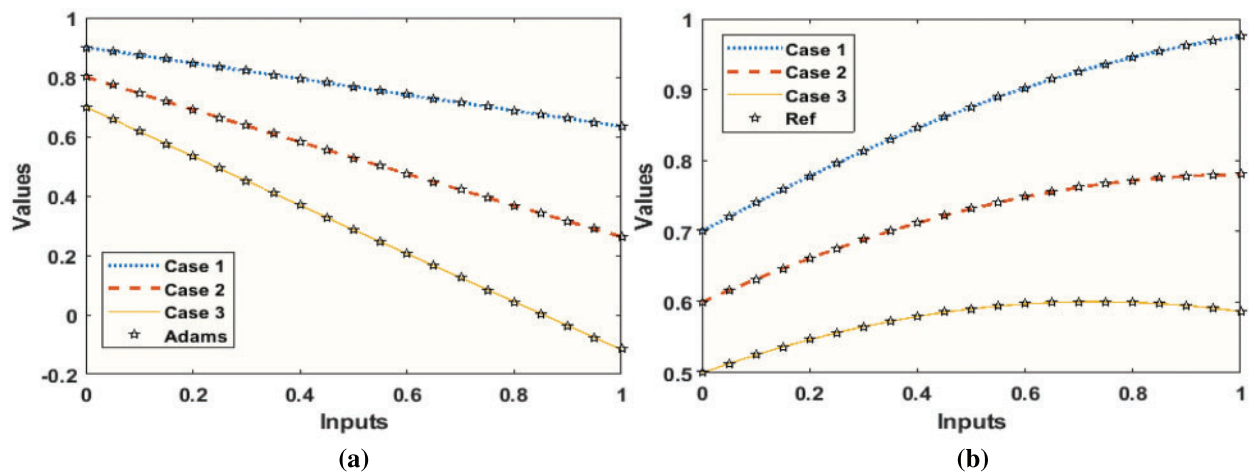 1
0.8
0.6
0.4
0.2
0
-0.2
Values
Case 1
Case 2
Case 3
Adams
0 0.2 0.4 0.6 0.8 1
Inputs
(a)
1
0.9
0.8
0.7
0.6
0.5
Values
Case 1
Case 2
Case 3
Ref
0 0.2 0.4 0.6 0.8 1
Inputs
(b)